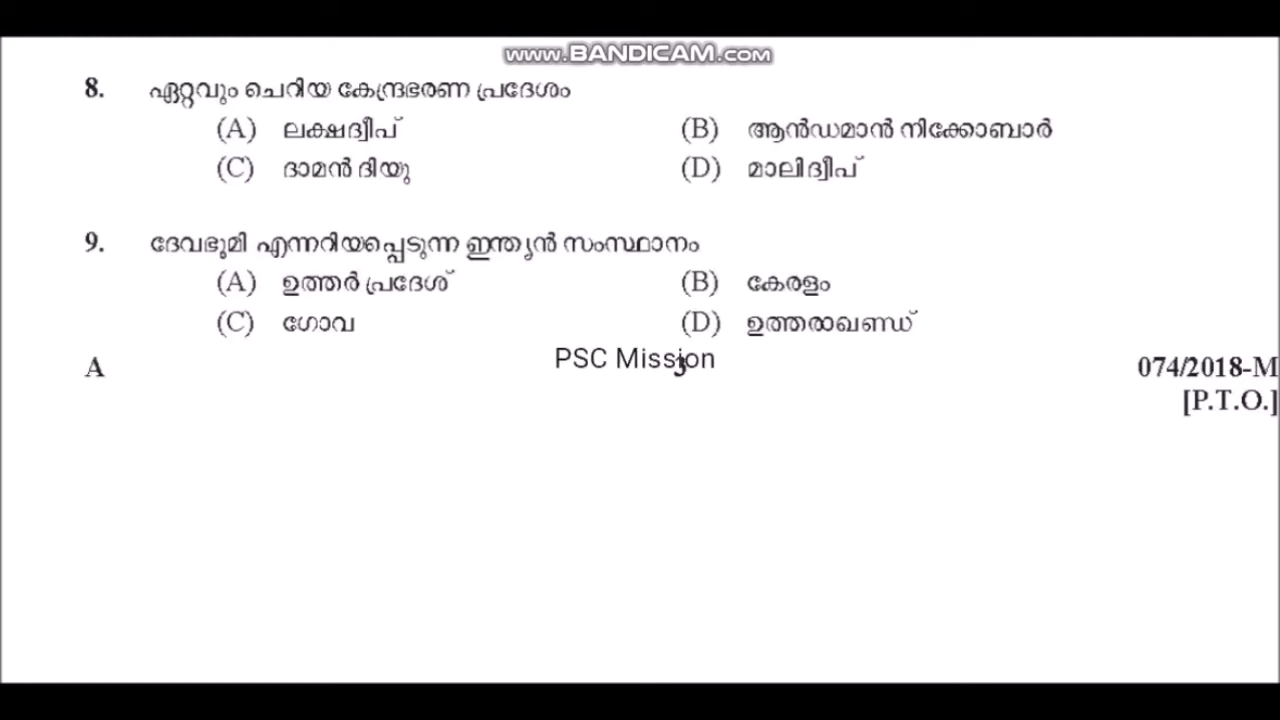 www.BANDICAM.com
8. ഏറ്റവും ചെറിയ കേന്ദ്രഭരണ പ്രദേശം
(A) ലക്ഷദ്വീപ് (B) ആൻഡമാൻ നിക്കോബാർ
(C) ദാമൻ ദിയു (D) മാലിദ്വീപ്
9. ദേവഭൂമി എന്നറിയപ്പെടുന്ന ഇന്ത്യൻ സംസ്ഥാനം
(A) ഉത്തർ പ്രദേശ് (B) കേരളം
(C) ഗോവ (D) ഉത്തരാഖണ്ഡ്
A PSC Mission 3 074/2018-M
[P.T.O.]